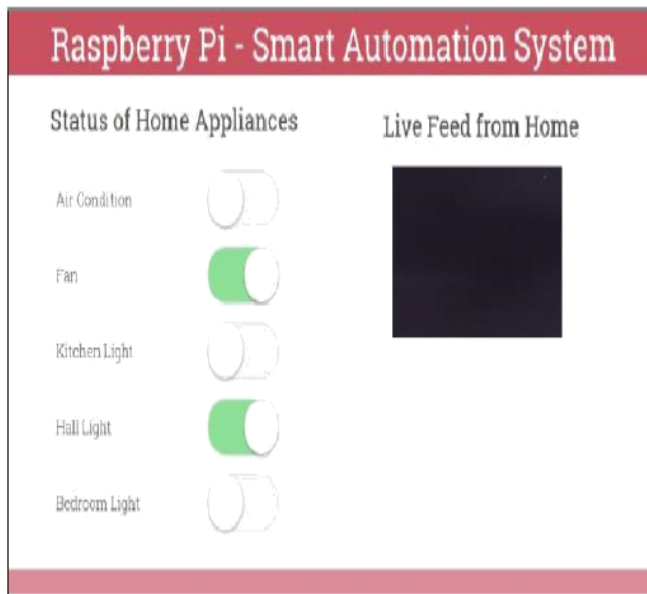 Raspberry Pi - Smart Automation System
Status of Home Appliances
Air Condition
Fan
Kitchen Light
Hall Light
Bedroom Light
Live Feed from Home